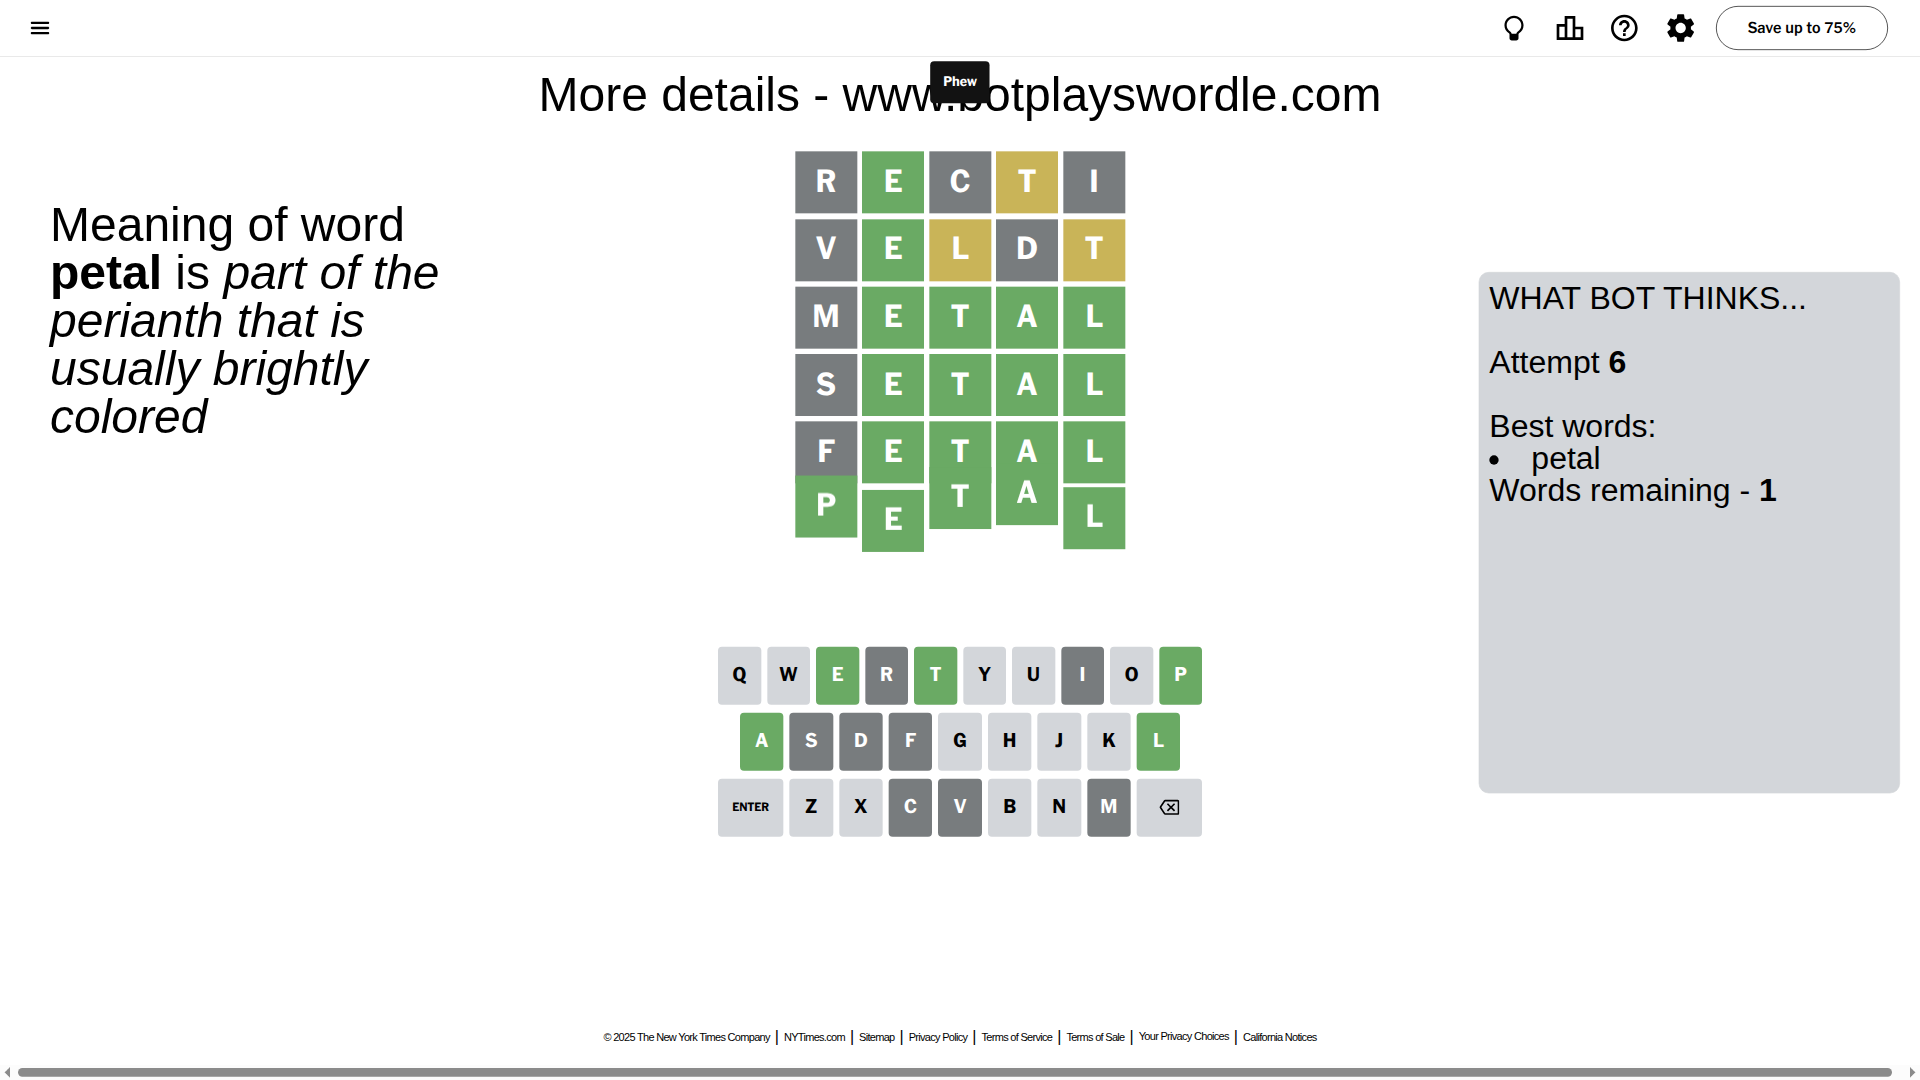 Save up to 75%
Phew
More details - www.botplayswordle.com
Meaning of word
petal is part of the
perianth that is
usually brightly
colored
R E C T I
V E L D T
M E T A L
S E T A L
F E T A L
P E T A L
WHAT BOT THINKS...
Attempt 6
Best words:
• petal
Words remaining - 1
Q W E R T Y U I O P
A S D F G H J K L
ENTER Z X C V B N M
© 2025 The New York Times Company | NYTimes.com | Sitemap | Privacy Policy | Terms of Service | Terms of Sale | Your Privacy Choices | California Notices